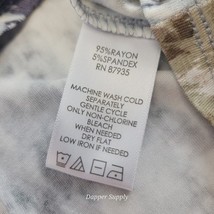 95%RAYON
5%SPANDEX
RN 87935
MACHINE WASH COLD
SEPARATELY
GENTLE CYCLE
ONLY NON-CHLORINE
BLEACH
WHEN NEEDED
DRY FLAT
LOW IRON IF NEEDED
Dapper Supply